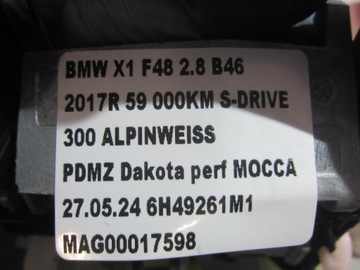 BMW X1 F48 2.8 B46
2017R 59 000KM S-DRIVE
300 ALPINWEISS
PDMZ Dakota perf MOCCA
27.05.24 6H49261M1
MAG00017598